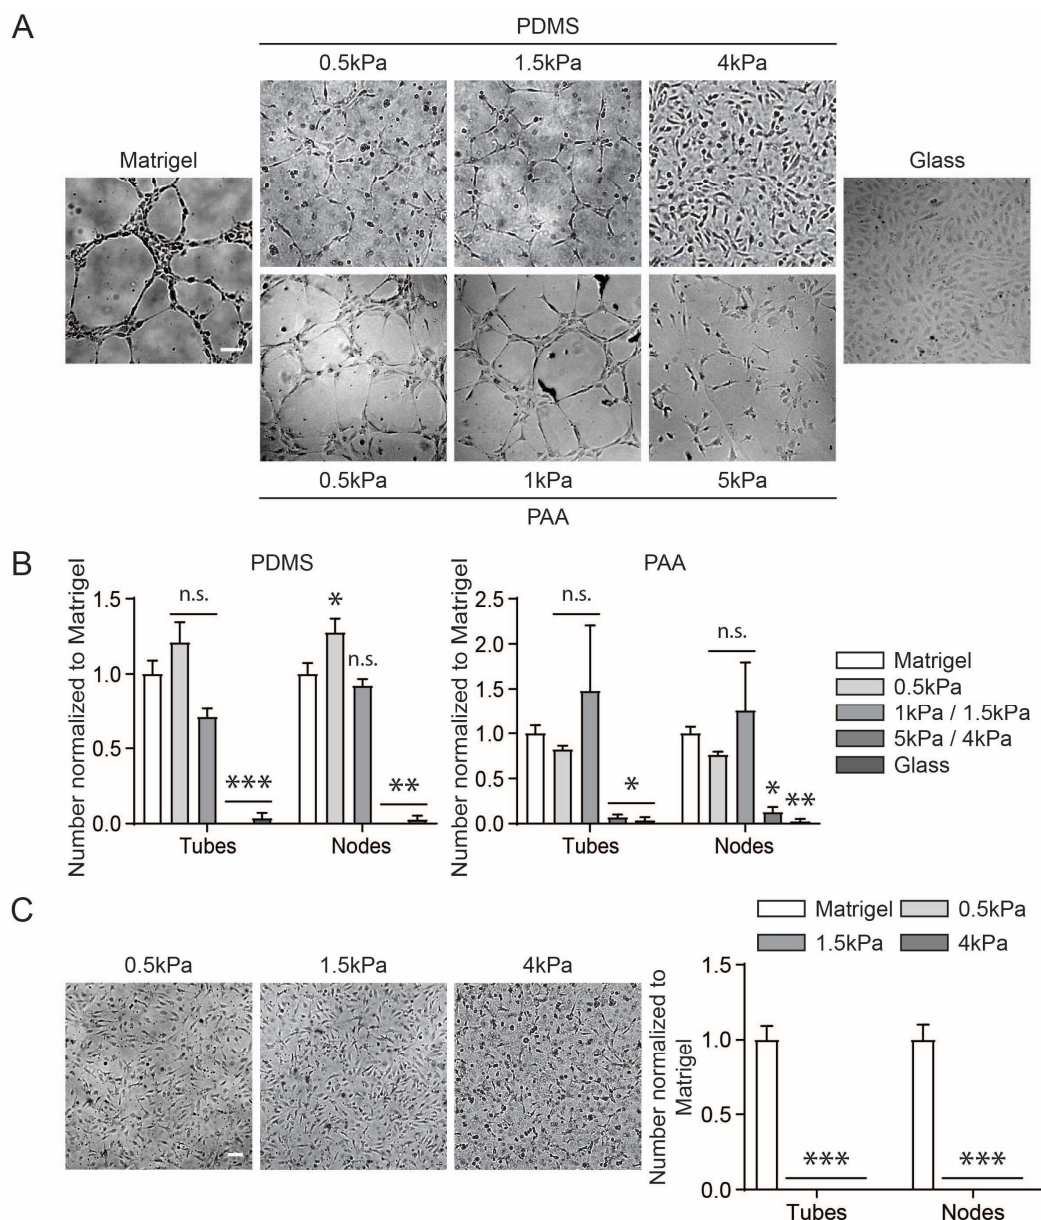 A
PDMS
0.5kPa 1.5kPa 4kPa
Matrigel
Glass
0.5kPa 1kPa 5kPa
PAA
B
PDMS
Number normalized to Matrigel
1.5
1.0
0.5
0.0
n.s.
***
*
n.s.
**
Tubes Nodes
PAA
Number normalized to Matrigel
2.5
2.0
1.5
1.0
0.5
0.0
n.s.
*
n.s.
*
**
Tubes Nodes
Matrigel
0.5kPa
1kPa / 1.5kPa
5kPa / 4kPa
Glass
C
0.5kPa 1.5kPa 4kPa
Matrigel 0.5kPa
1.5kPa 4kPa
Number normalized to
Matrigel
1.5
1.0
0.5
0.0
*** ***
Tubes Nodes